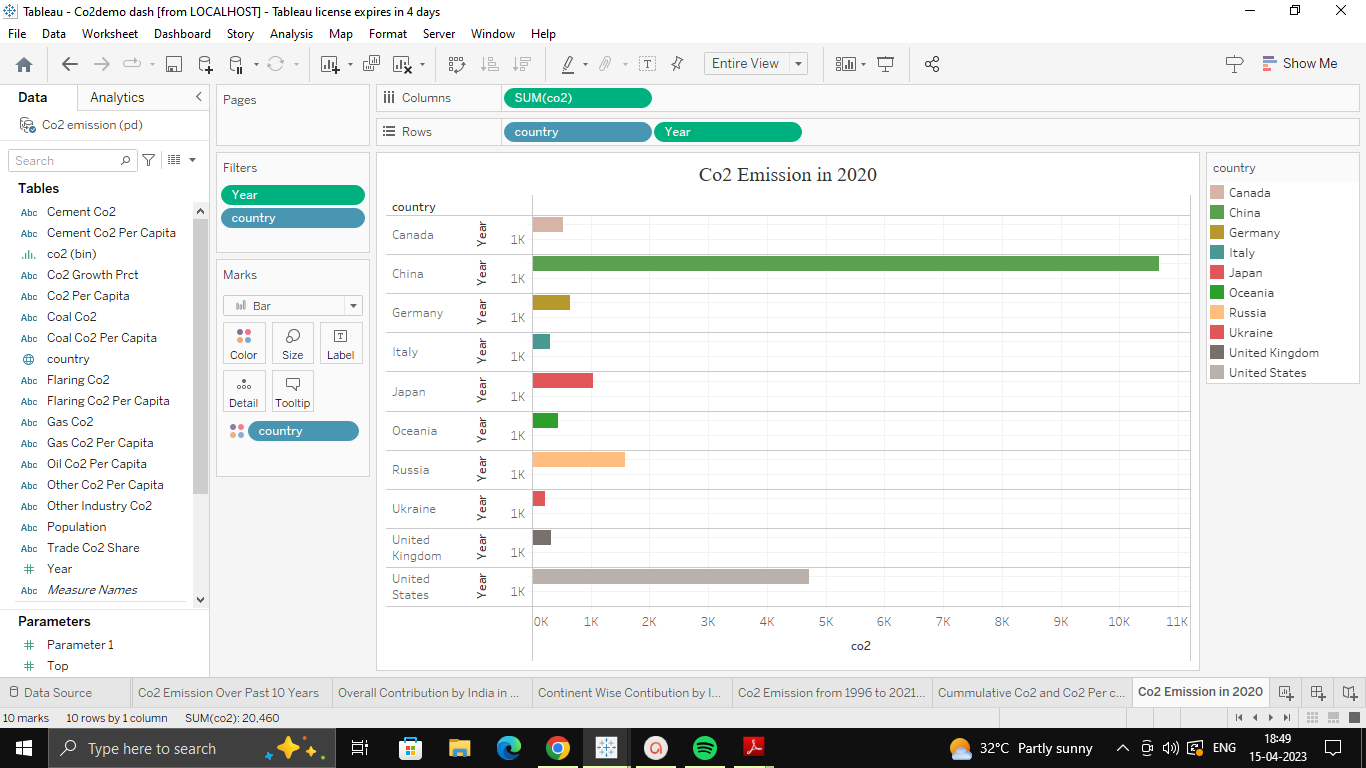 Tableau - Co2demo dash [from LOCALHOST] - Tableau license expires in 4 days
File Data Worksheet Dashboard Story Analysis Map Format Server Window Help
Entire View
Show Me
Data Analytics
Co2 emission (pd)
Search
Tables
Abc Cement Co2
Abc Cement Co2 Per Capita
co2 (bin)
Abc Co2 Growth Prct
Abc Co2 Per Capita
Abc Coal Co2
Abc Coal Co2 Per Capita
country
Abc Flaring Co2
Abc Flaring Co2 Per Capita
Abc Gas Co2
Abc Gas Co2 Per Capita
Abc Oil Co2 Per Capita
Abc Other Co2 Per Capita
Abc Other Industry Co2
Abc Population
Abc Trade Co2 Share
# Year
Abc Measure Names
Parameters
# Parameter 1
# Top
Pages
Filters
Year
country
Marks
Bar
Color Size Label
Detail Tooltip
country
Columns SUM(co2)
Rows country Year
Co2 Emission in 2020
country
Canada Year 1K
China Year 1K
Germany Year 1K
Italy Year 1K
Japan Year 1K
Oceania Year 1K
Russia Year 1K
Ukraine Year 1K
United
Kingdom Year 1K
United
States Year 1K
0K 1K 2K 3K 4K 5K 6K 7K 8K 9K 10K 11K
co2
country
Canada
China
Germany
Italy
Japan
Oceania
Russia
Ukraine
United Kingdom
United States
Data Source Co2 Emission Over Past 10 Years Overall Contribution by India in ... Continent Wise Contibution by I... Co2 Emission from 1996 to 2021... Cummulative Co2 and Co2 Per c... Co2 Emission in 2020
10 marks 10 rows by 1 column SUM(co2): 20,460
Type here to search
32°C Partly sunny
ENG
18:49
15-04-2023